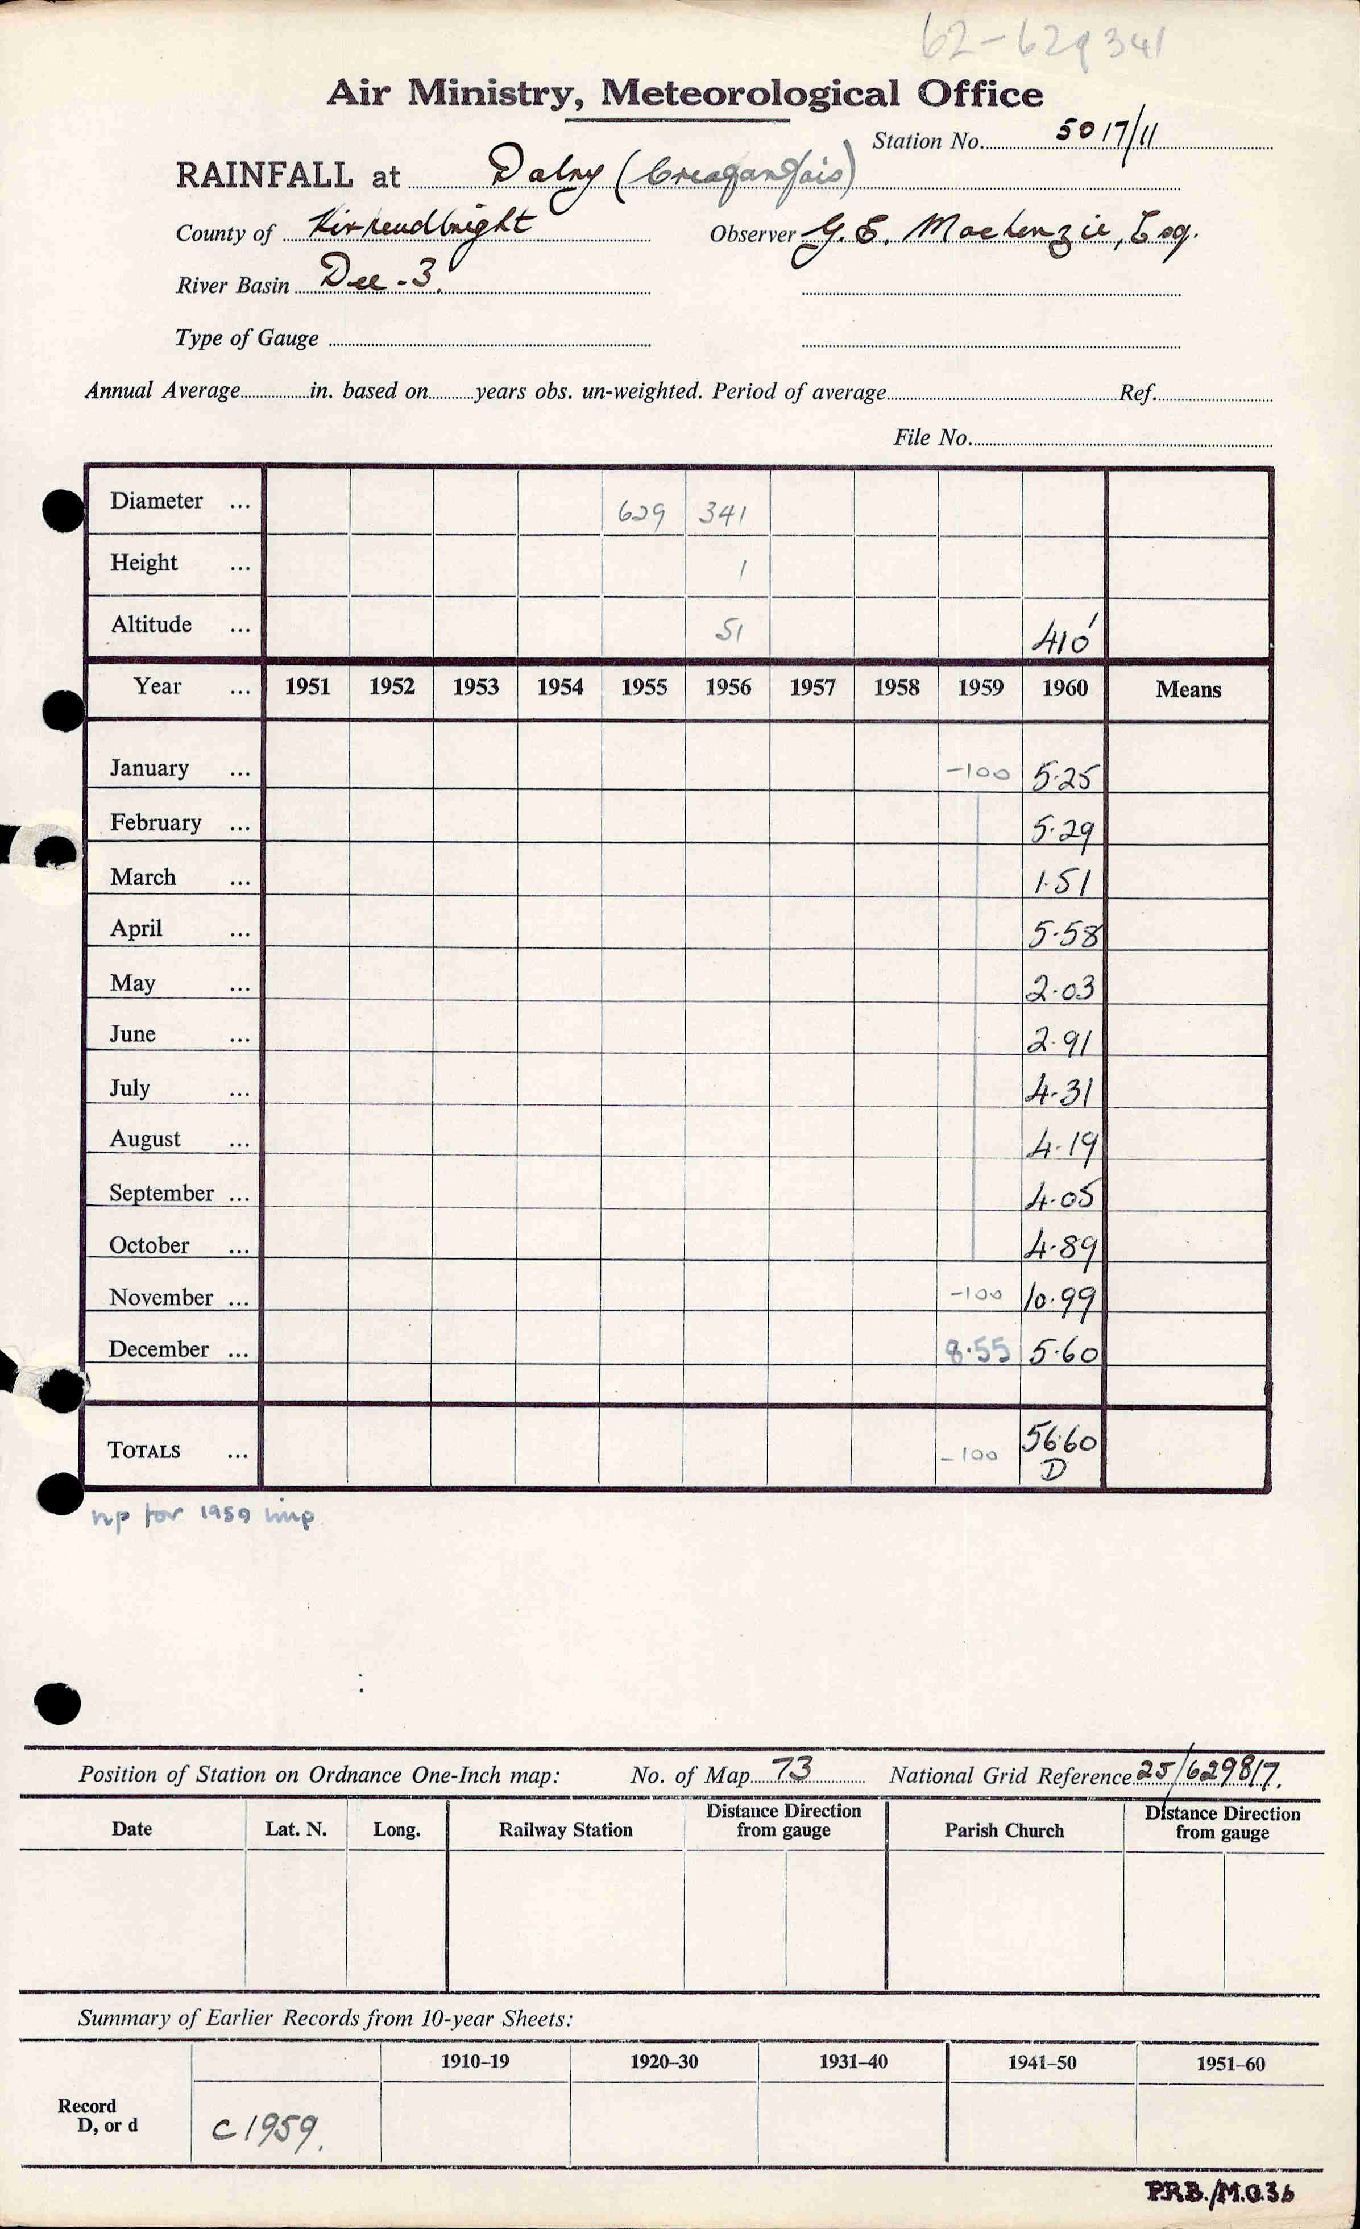 62-629341
Air Ministry, Meteorological Office
Station No. 5017/11
RAINFALL at Dalry (Creaganglais)
County of Kirkcudbright Observer G. E. Mackenzie, Esq.
River Basin Dee - 3.
Type of Gauge
Annual Average in. based on years obs. un-weighted. Period of average Ref.
File No.
Diameter ... 629 341
Height ... 1
Altitude ... 51 410'
Year ... 1951 1952 1953 1954 1955 1956 1957 1958 1959 1960 Means
January ... -100 5.25
February ... 5.29
March ... 1.51
April ... 5.58
May ... 2.03
June ... 2.91
July ... 4.31
August ... 4.19
September ... 4.05
October ... 4.89
November ... -100 10.99
December ... 8.55 5.60
TOTALS ... -100 56.60
D
np for 1959 imp
Position of Station on Ordnance One-Inch map: No. of Map 73 National Grid Reference 25/629817.
Date Lat. N. Long. Railway Station Distance Direction from gauge Parish Church Distance Direction from gauge
Summary of Earlier Records from 10-year Sheets:
1910–19 1920–30 1931–40 1941–50 1951–60
Record
D, or d c 1959.
P.R.B./M.O.36